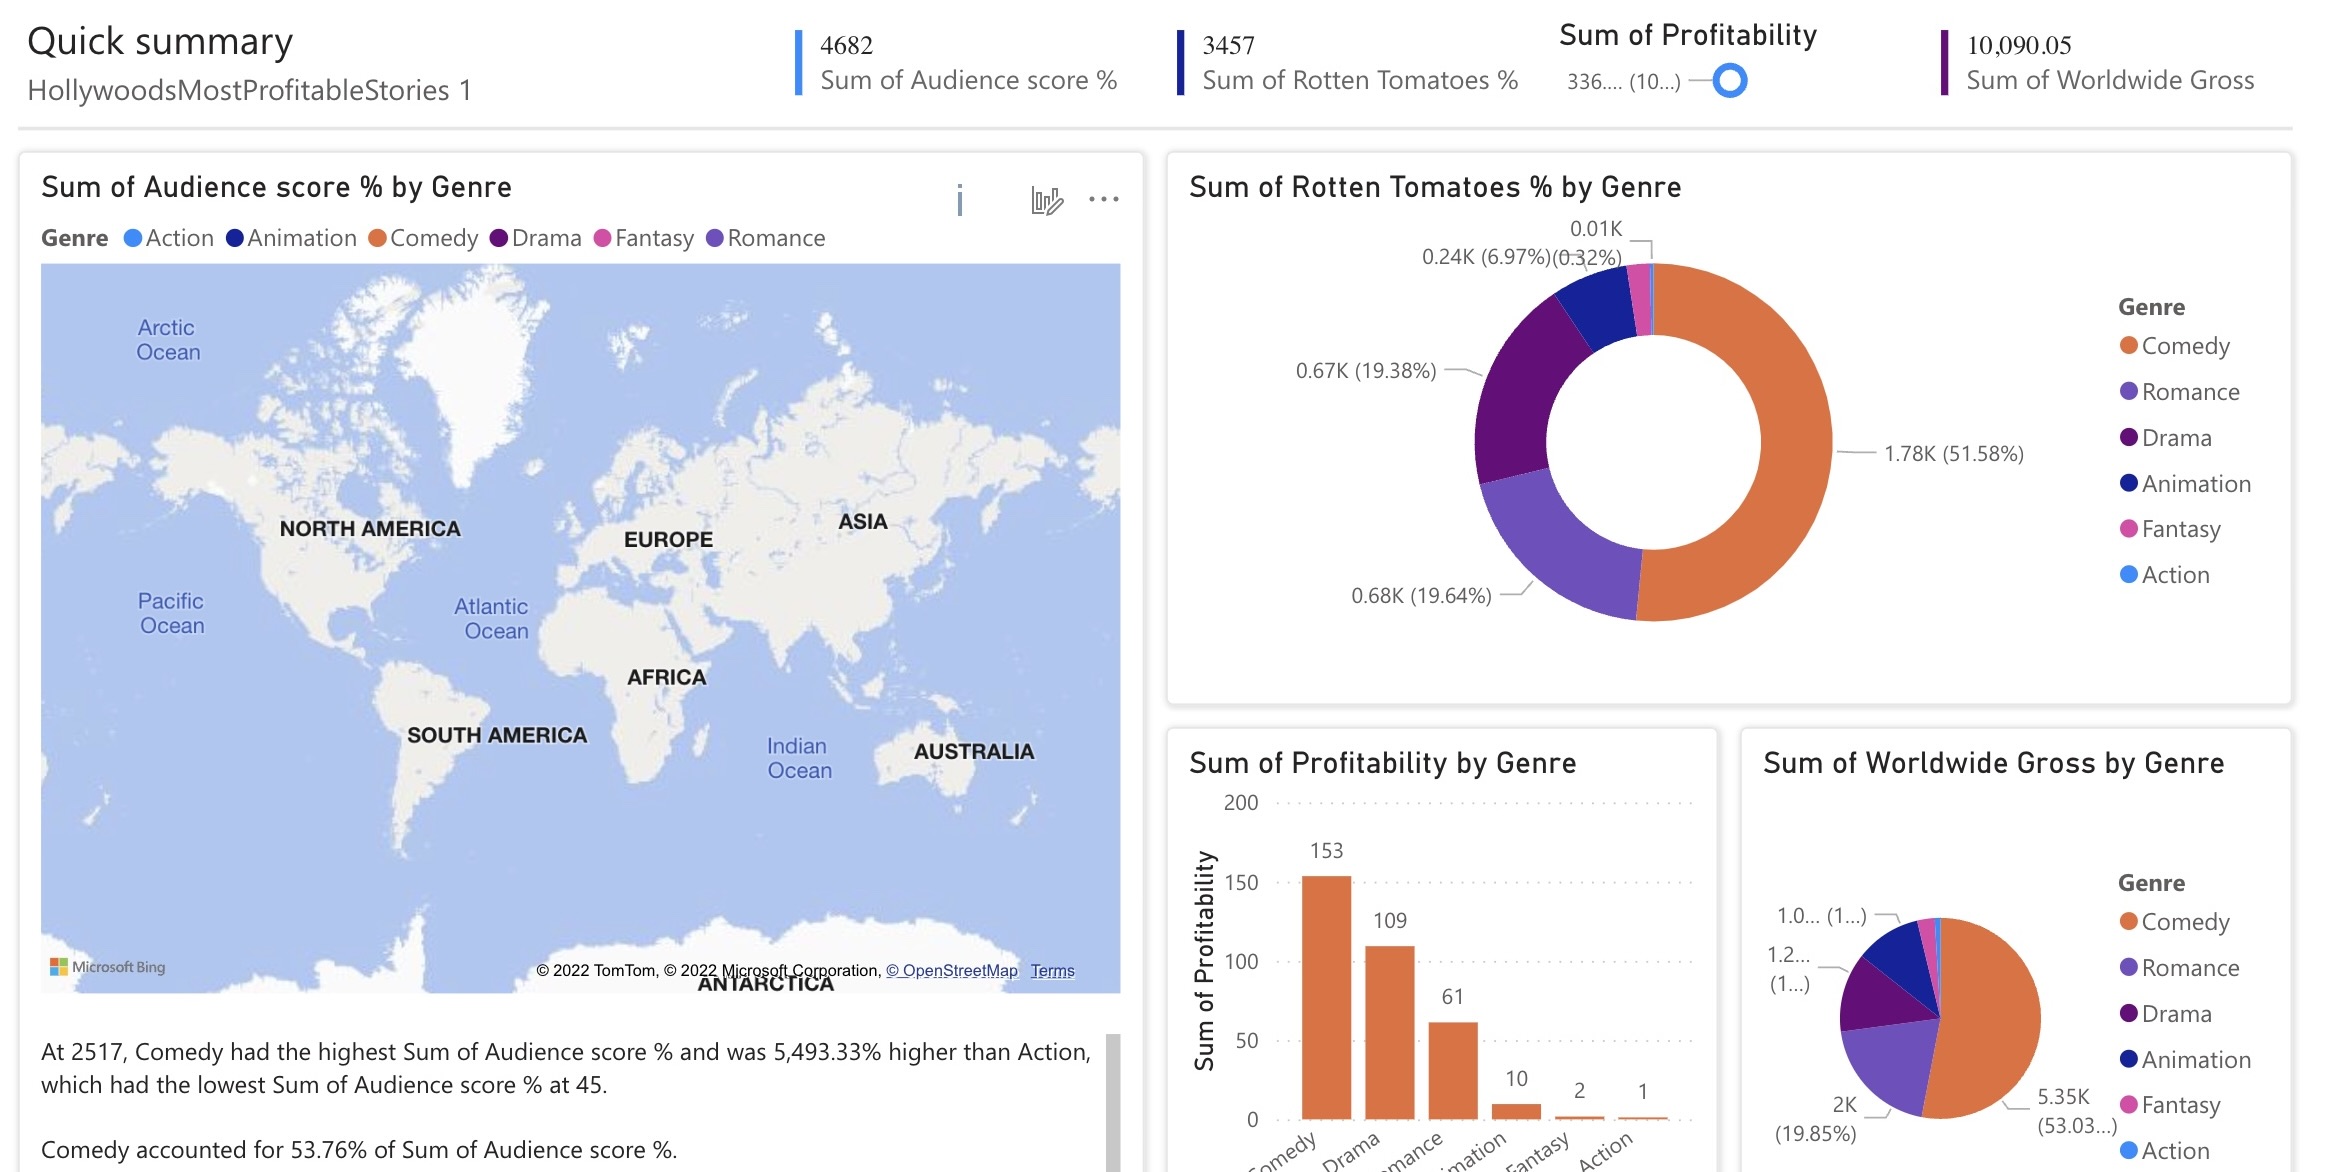 Quick summary
HollywoodsMostProfitableStories 1
4682
Sum of Audience score %
3457
Sum of Rotten Tomatoes %
Sum of Profitability
336.... (10...)
10,090.05
Sum of Worldwide Gross
Sum of Audience score % by Genre
Genre Action Animation Comedy Drama Fantasy Romance
Arctic
Ocean
NORTH AMERICA
EUROPE
ASIA
Pacific
Ocean
Atlantic
Ocean
AFRICA
SOUTH AMERICA
Indian
Ocean
AUSTRALIA
Microsoft Bing
© 2022 TomTom, © 2022 Microsoft Corporation, © OpenStreetMap Terms
ANTARCTICA
At 2517, Comedy had the highest Sum of Audience score % and was 5,493.33% higher than Action,
which had the lowest Sum of Audience score % at 45.
Comedy accounted for 53.76% of Sum of Audience score %.
Sum of Rotten Tomatoes % by Genre
0.01K
(0.32%)
0.24K (6.97%)
0.67K (19.38%)
0.68K (19.64%)
1.78K (51.58%)
Genre
Comedy
Romance
Drama
Animation
Fantasy
Action
Sum of Profitability by Genre
Sum of Profitability
200
150
100
50
0
153
109
61
10
2
1
omedy
Drama
mance
imation
antasy
Action
Sum of Worldwide Gross by Genre
1.0... (1...)
1.2...
(1...)
2K
(19.85%)
5.35K
(53.03...)
Genre
Comedy
Romance
Drama
Animation
Fantasy
Action